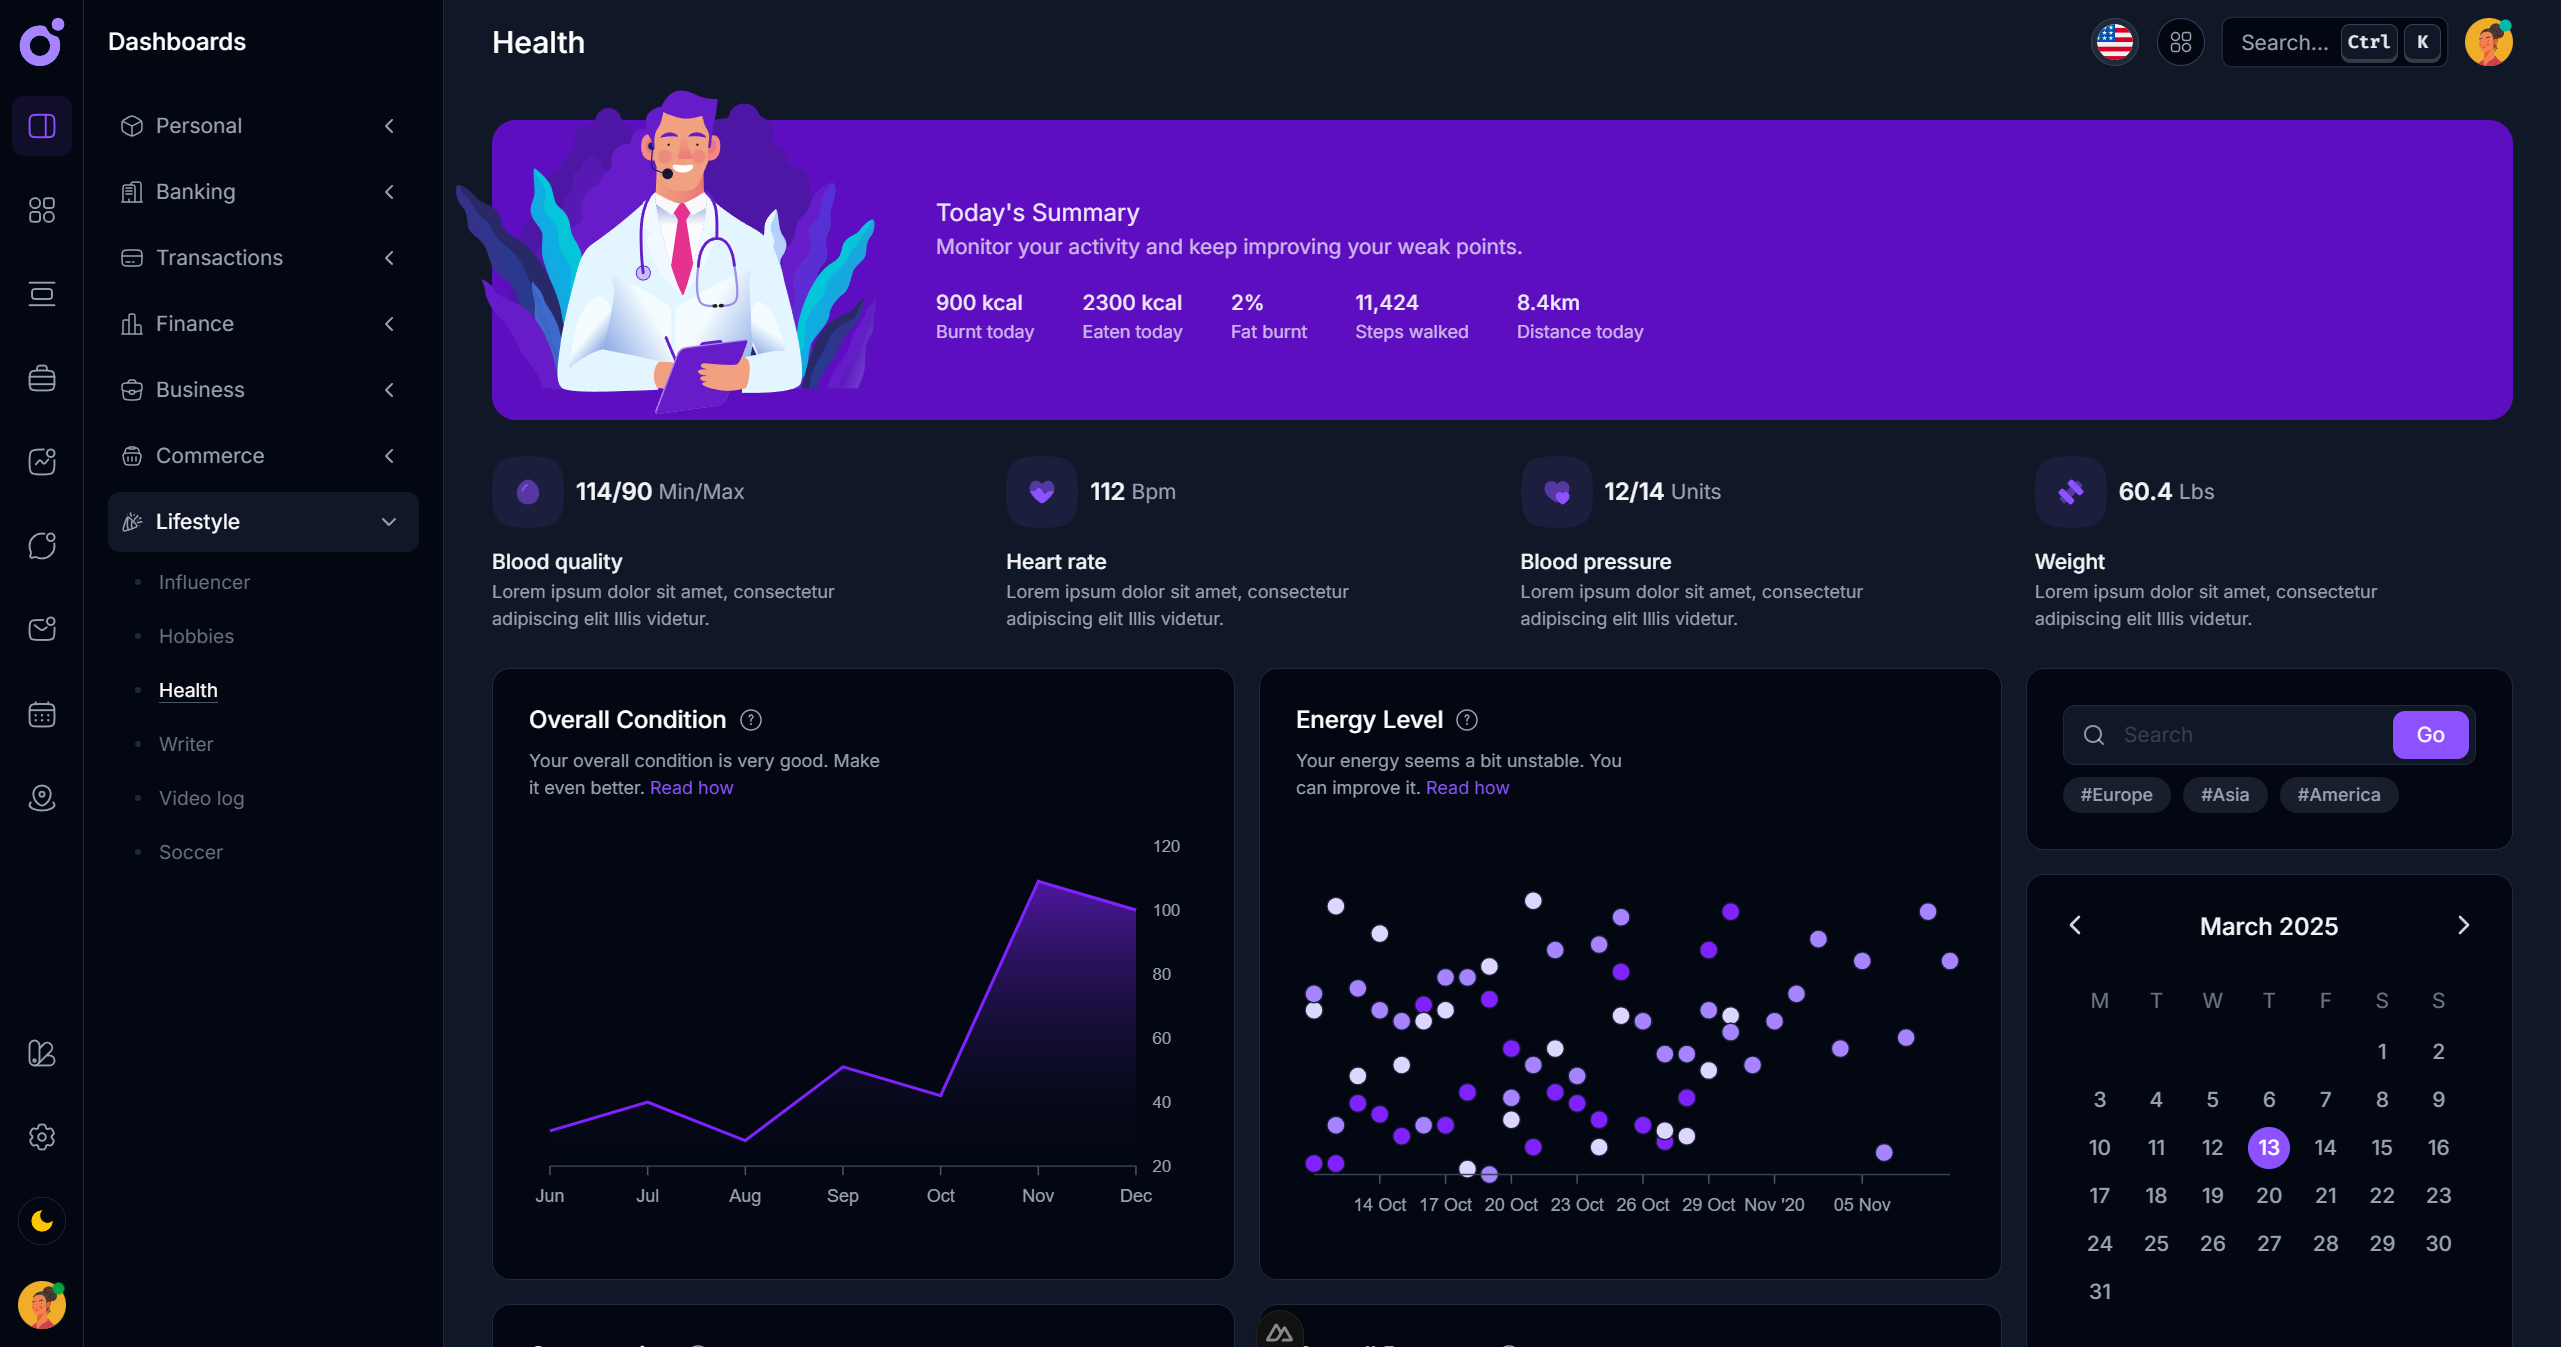 Dashboards
Personal
Banking
Transactions
Finance
Business
Commerce
Lifestyle
Influencer
Hobbies
Health
Writer
Video log
Soccer
Health
Search...
Ctrl
K
Today's Summary
Monitor your activity and keep improving your weak points.
900 kcal
Burnt today
2300 kcal
Eaten today
2%
Fat burnt
11,424
Steps walked
8.4km
Distance today
114/90 Min/Max
Blood quality
Lorem ipsum dolor sit amet, consectetur
adipiscing elit Illis videtur.
112 Bpm
Heart rate
Lorem ipsum dolor sit amet, consectetur
adipiscing elit Illis videtur.
12/14 Units
Blood pressure
Lorem ipsum dolor sit amet, consectetur
adipiscing elit Illis videtur.
60.4 Lbs
Weight
Lorem ipsum dolor sit amet, consectetur
adipiscing elit Illis videtur.
Overall Condition ?
Your overall condition is very good. Make
it even better. Read how
120
100
80
60
40
20
Jun Jul Aug Sep Oct Nov Dec
Energy Level ?
Your energy seems a bit unstable. You
can improve it. Read how
14 Oct 17 Oct 20 Oct 23 Oct 26 Oct 29 Oct Nov '20 05 Nov
Search
Go
#Europe #Asia #America
March 2025
M T W T F S S
1 2
3 4 5 6 7 8 9
10 11 12 13 14 15 16
17 18 19 20 21 22 23
24 25 26 27 28 29 30
31